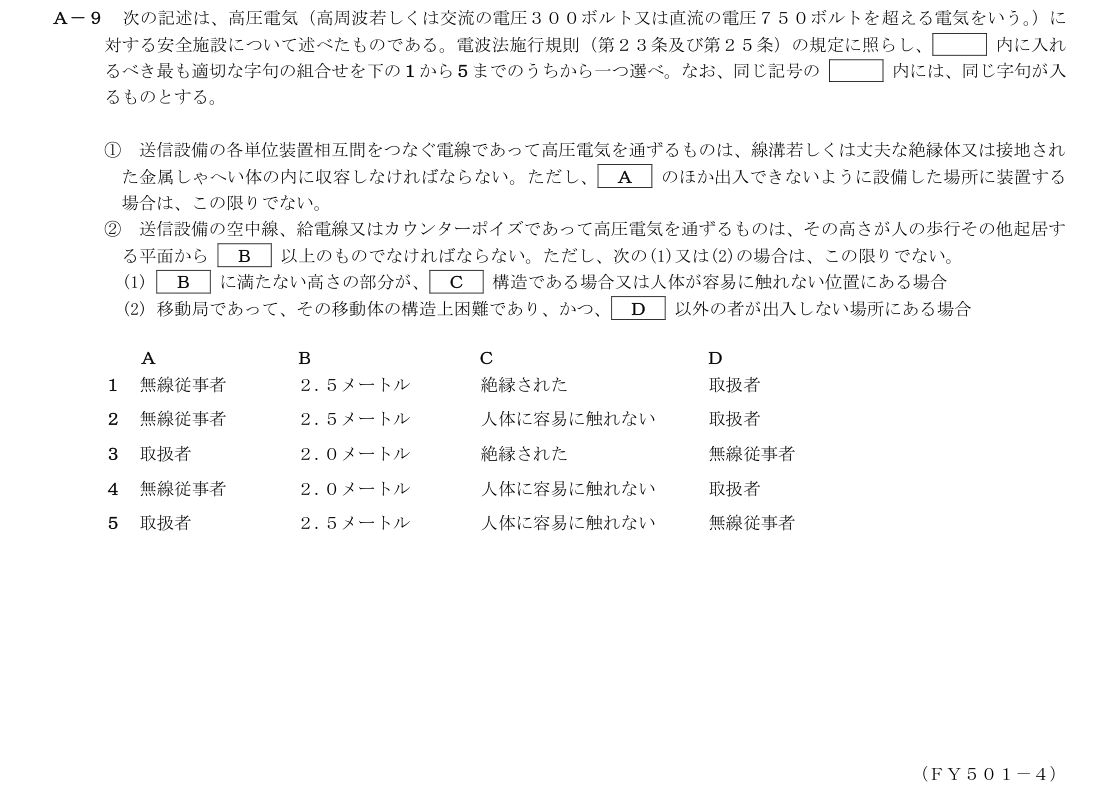 A－9　次の記述は、高圧電気（高周波若しくは交流の電圧３００ボルト又は直流の電圧７５０ボルトを超える電気をいう。）に
対する安全施設について述べたものである。電波法施行規則（第２３条及び第２５条）の規定に照らし、　　　内に入れ
るべき最も適切な字句の組合せを下の1から5までのうちから一つ選べ。なお、同じ記号の　　　内には、同じ字句が入
るものとする。
①　送信設備の各単位装置相互間をつなぐ電線であって高圧電気を通ずるものは、線溝若しくは丈夫な絶縁体又は接地され
た金属しゃへい体の内に収容しなければならない。ただし、 A のほか出入できないように設備した場所に装置する
場合は、この限りでない。
②　送信設備の空中線、給電線又はカウンターポイズであって高圧電気を通ずるものは、その高さが人の歩行その他起居す
る平面から B 以上のものでなければならない。ただし、次の(1)又は(2)の場合は、この限りでない。
(1) B に満たない高さの部分が、 C 構造である場合又は人体が容易に触れない位置にある場合
(2) 移動局であって、その移動体の構造上困難であり、かつ、 D 以外の者が出入しない場所にある場合
A　B　C　D
1　無線従事者　２.５メートル　絶縁された　取扱者
2　無線従事者　２.５メートル　人体に容易に触れない　取扱者
3　取扱者　２.０メートル　絶縁された　無線従事者
4　無線従事者　２.０メートル　人体に容易に触れない　取扱者
5　取扱者　２.５メートル　人体に容易に触れない　無線従事者
（ＦＹ５０１－４）